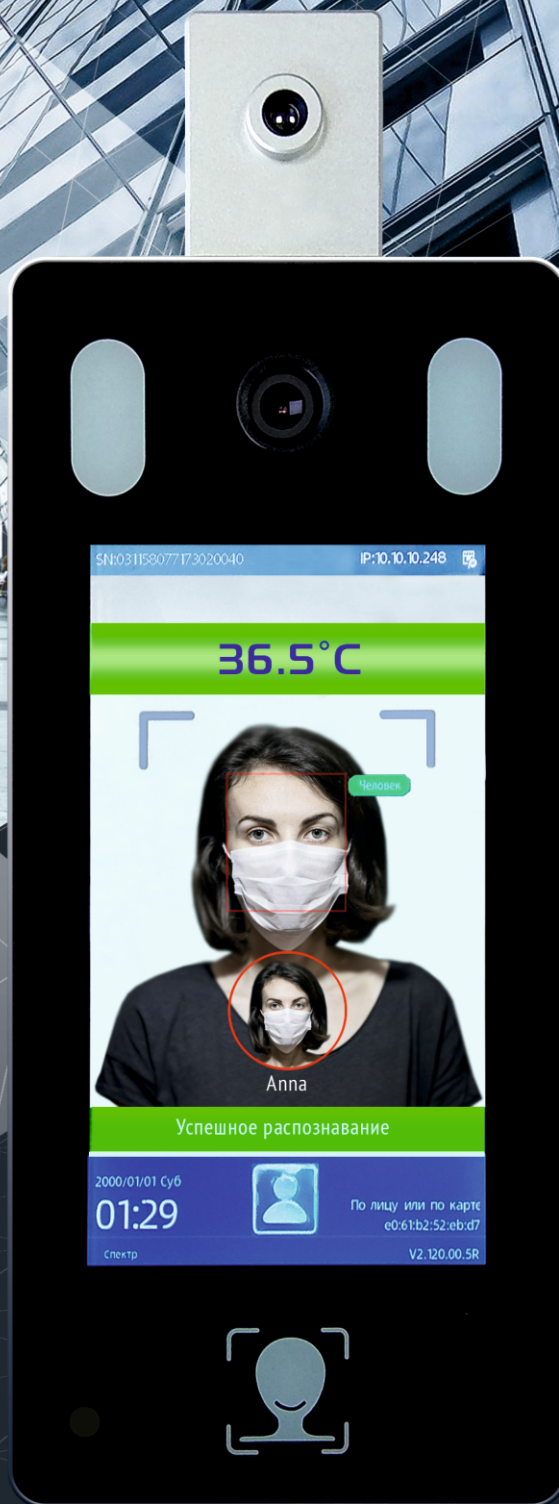 SN:031158077173020040 IP:10.10.10.248
36.5°C
Человек
Anna
Успешное распознавание
2000/01/01 Суб
01:29
По лицу или по карте
e0:61:b2:52:eb:d7
Спектр V2.120.00.5R